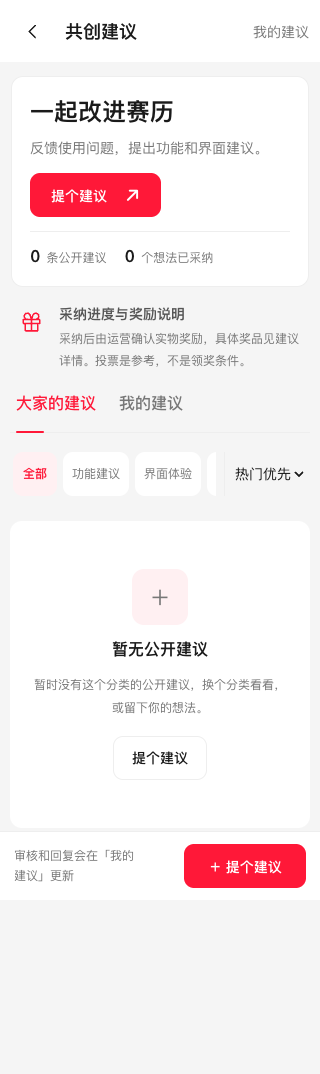 共创建议
我的建议
一起改进赛历
反馈使用问题，提出功能和界面建议。
提个建议
0 条公开建议 0 个想法已采纳
采纳进度与奖励说明
采纳后由运营确认实物奖励，具体奖品见建议
详情。投票是参考，不是领奖条件。
大家的建议 我的建议
全部 功能建议 界面体验 热门优先
暂无公开建议
暂时没有这个分类的公开建议，换个分类看看，
或留下你的想法。
提个建议
审核和回复会在「我的
建议」更新
+ 提个建议